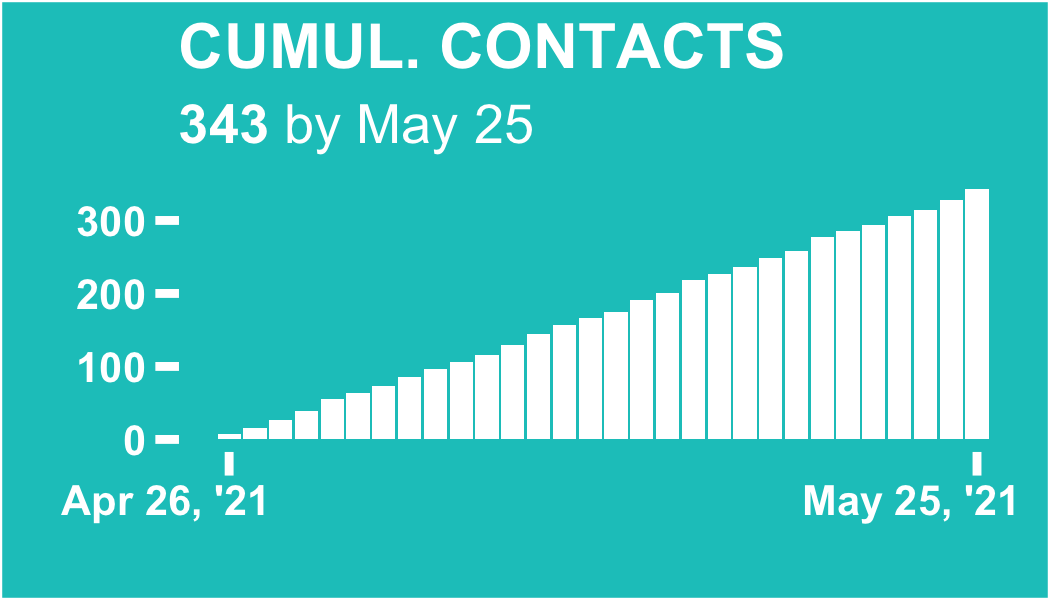 CUMUL. CONTACTS
343 by May 25
300
200
100
0
Apr 26, '21 May 25, '21